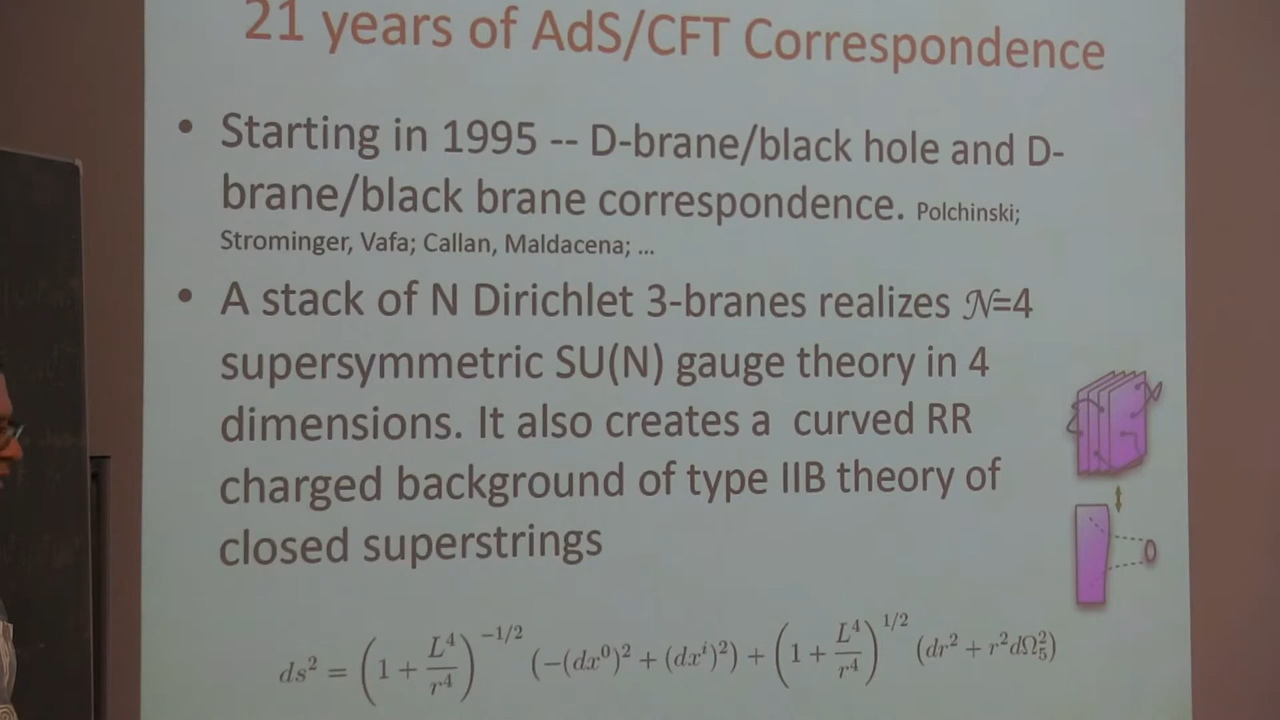 21 years of AdS/CFT Correspondence
• Starting in 1995 -- D-brane/black hole and D-
brane/black brane correspondence. Polchinski;
Strominger, Vafa; Callan, Maldacena; ...
• A stack of N Dirichlet 3-branes realizes 𝒩=4
supersymmetric SU(N) gauge theory in 4
dimensions. It also creates a curved RR
charged background of type IIB theory of
closed superstrings
ds² = (1 + L⁴/r⁴)^{-1/2} (−(dx⁰)² + (dxⁱ)²) + (1 + L⁴/r⁴)^{1/2} (dr² + r²dΩ₅²)